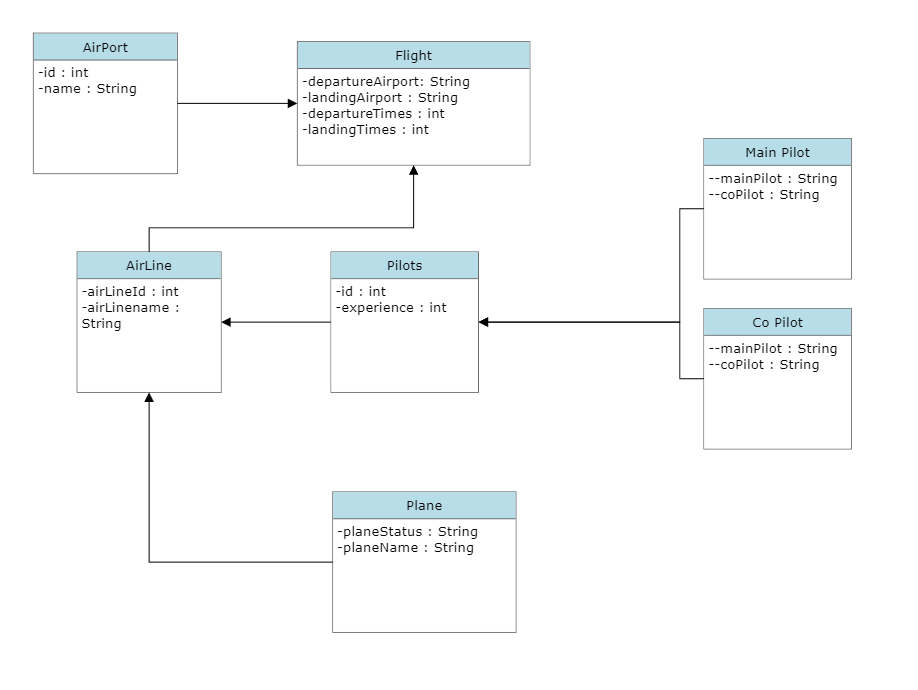 AirPort
-id : int
-name : String
Flight
-departureAirport: String
-landingAirport : String
-departureTimes : int
-landingTimes : int
Main Pilot
--mainPilot : String
--coPilot : String
AirLine
-airLineId : int
-airLinename :
String
Pilots
-id : int
-experience : int
Co Pilot
--mainPilot : String
--coPilot : String
Plane
-planeStatus : String
-planeName : String